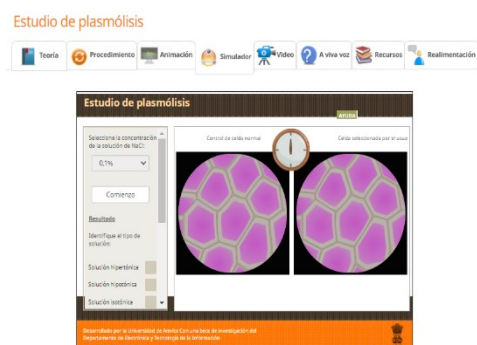 Estudio de plasmólisis
Teoría Procedimiento Animación Simulador Video A viva voz Recursos Realimentación
Estudio de plasmólisis
AYUDA
Seleccione la concentración
de la solución de NaCl:
0,1%
Comienzo
Resultado:
Identifique el tipo de
solución:
Solución hipertónica
Solución hipotónica
Solución isotónica
Control de celda normal
Celda seleccionada por el usuario
Desarrollado por la Universidad de Amrita Con una beca de investigación del
Departamento de Electrónica y Tecnología de la Información